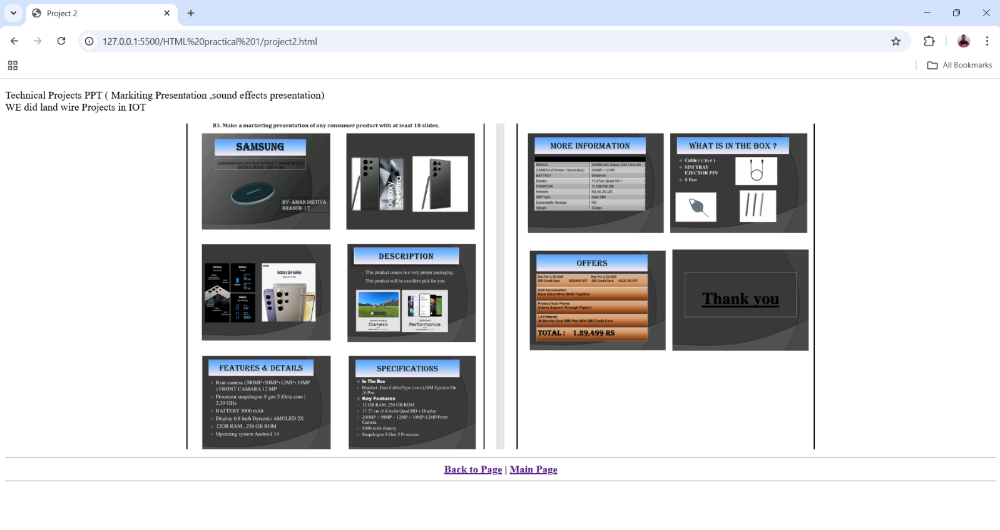 Project 2
127.0.0.1:5500/HTML%20practical%201/project2.html
All Bookmarks
Technical Projects PPT ( Markiting Presentation ,sound effects presentation)
WE did land wire Projects in IOT
B3. Make a marketing presentation of any consumer product with at least 10 slides.
SAMSUNG
SAMSUNG GALAXY S24 ULTRA ( TITANIUM BLACK
BY- AMAN DIKTIYA
BRANCH- I.T
Galaxy
S24 Ultra
Camera
Battery
Display
6.8"
Galaxy S24 Series
DESCRIPTION
This product comes in a very proper packaging.
This product will be excellent pick for you.
Industry leading
Camera
Optimised
Performance
FEATURES & DETAILS
Rear camera (200MP+50MP+12MP+10MP
) FRONT CAMARA 12 MP
Processor snapdragon 8 gen 3 |Octa core |
3.39 GHz
BATTERY 5000 mAh
Display 6.8 inch Dynamic AMOLED 2X
12GB RAM , 256 GB ROM
Operating system Android 14
SPECIFICATIONS
In The Box
Handset ,Data Cable(Type c-to-c),SIM Ejectior Pin
,S-Pen
Key Features
12 GB RAM ,256 GB ROM
17.27 cm (6.8 inch) Quad HD + Display
200MP + 50MP + 12MP + 10MP |12MP Front
Camera
5000 mAh Battery
Snapdragon 8 Gen 3 Processor
MORE INFORMATION
BRAND SAMSUNG Galaxy S24 Ultra 5G
CAMERA (Primary / Secondary) 200MP / 12 MP
BATTAEY 5000mAh
Display 17.27cm Quad HD +
RAM/ROM 12 GB/256 GB
Network 5G,4G,3G,2G
SIM Type Dual SIM
Expandable Storage NO
Weight 232gm
WHAT IS IN THE BOX ?
Cable ( c to c )
SIM TRAY
EJECTOR PIN
S Pen
OFFERS
Buy For 1,29,499 Buy For 1,29,499
SBI Credit Card - 6500RS OFF SBI Credit Card - 6500 RS OFF
Add Accessories
Save Extra When Both Together
Protect Your Phone
Claims Support Through Flipkart
4,571/Month
36 Months Cost EMI Plan With SBI Credit Card
TOTAL : 1,29,499 RS
Thank you
Back to Page | Main Page